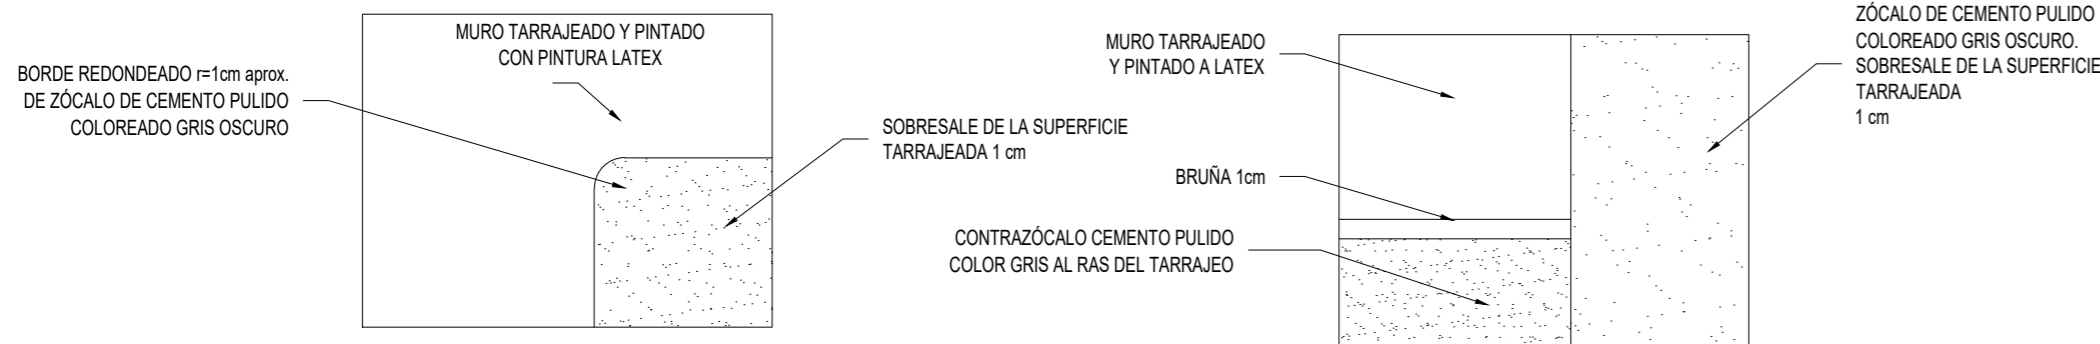 MURO TARRAJEADO Y PINTADO
CON PINTURA LATEX
BORDE REDONDEADO r=1cm aprox.
DE ZÓCALO DE CEMENTO PULIDO
COLOREADO GRIS OSCURO
SOBRESALE DE LA SUPERFICIE
TARRAJEADA 1 cm
MURO TARRAJEADO
Y PINTADO A LATEX
BRUÑA 1cm
CONTRAZÓCALO CEMENTO PULIDO
COLOR GRIS AL RAS DEL TARRAJEO
ZÓCALO DE CEMENTO PULIDO
COLOREADO GRIS OSCURO.
SOBRESALE DE LA SUPERFICIE
TARRAJEADA
1 cm